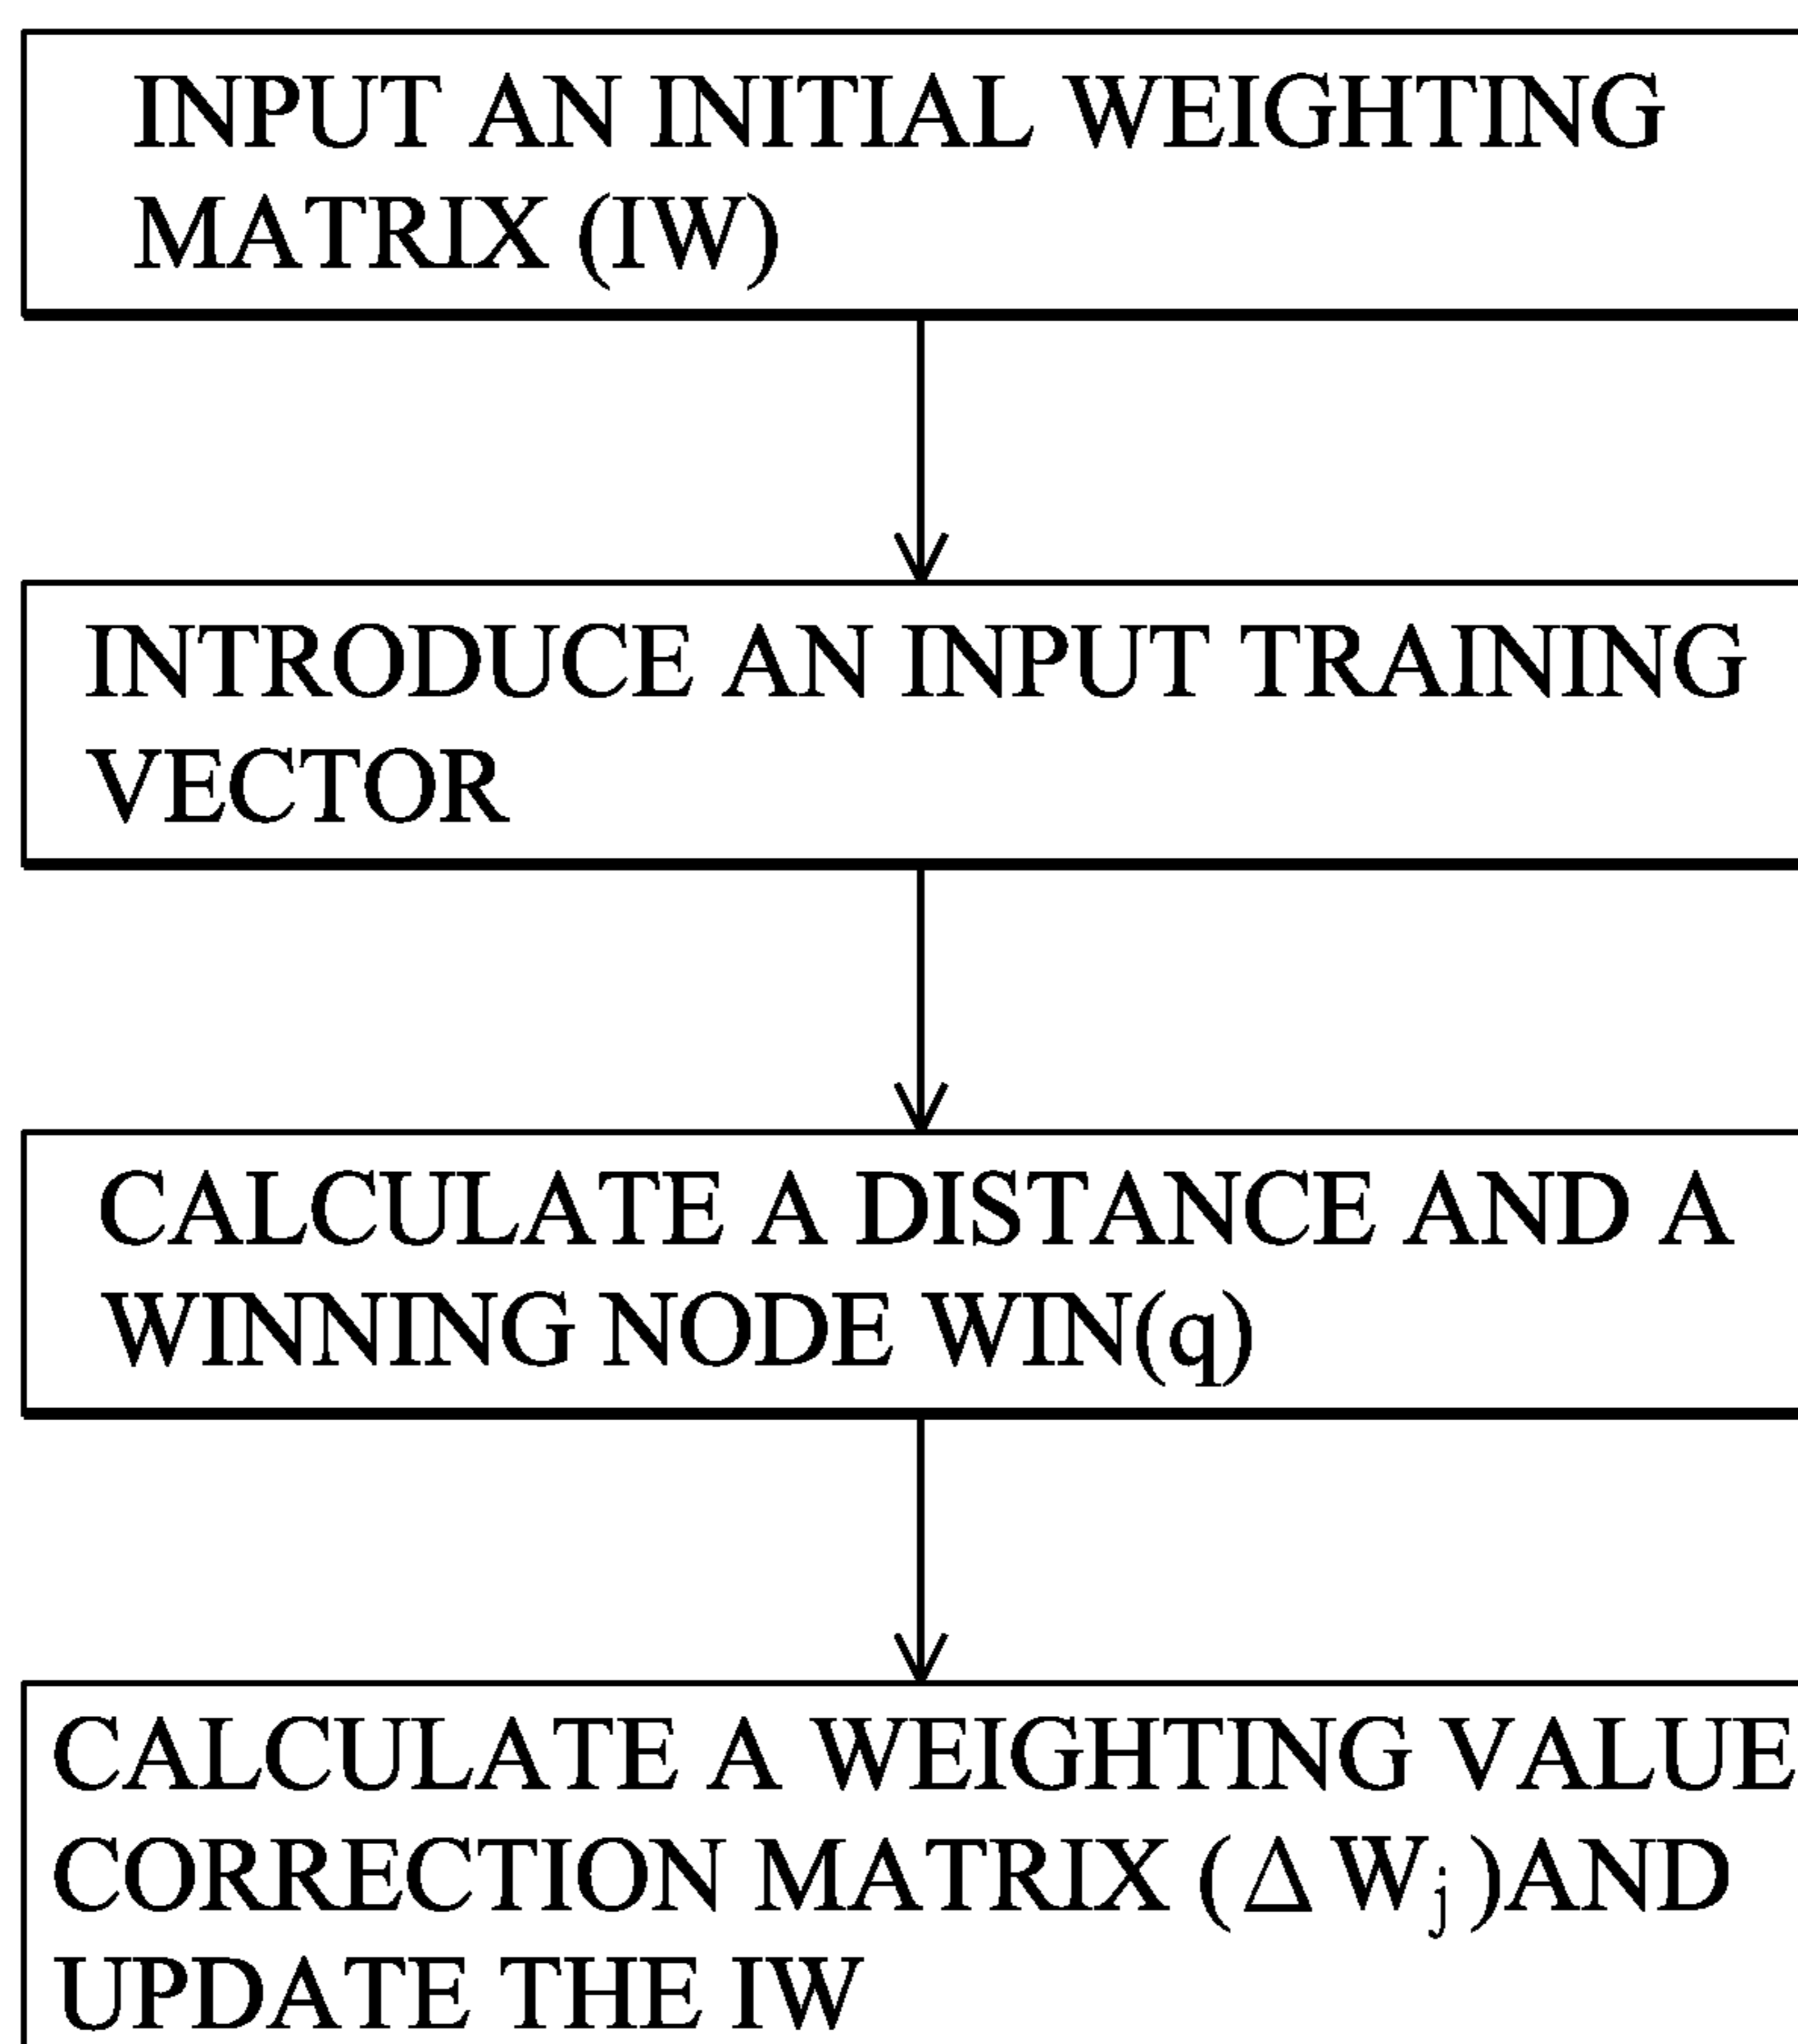 INPUT AN INITIAL WEIGHTING
MATRIX (IW)
INTRODUCE AN INPUT TRAINING
VECTOR
CALCULATE A DISTANCE AND A
WINNING NODE WIN(q)
CALCULATE A WEIGHTING VALUE
CORRECTION MATRIX (Δ Wⱼ)AND
UPDATE THE IW